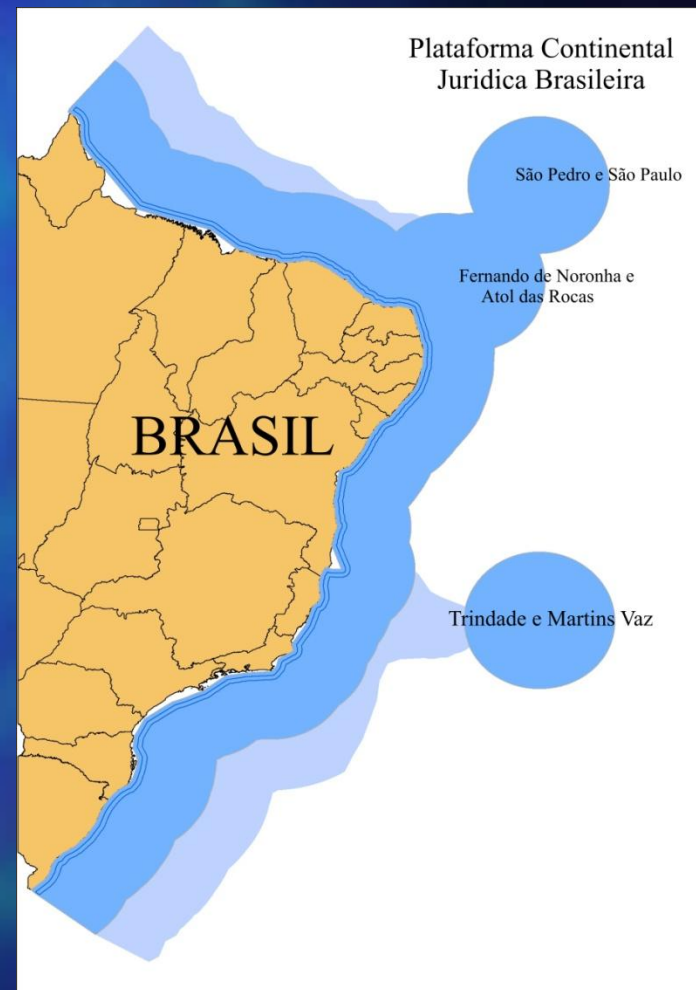 Plataforma Continental
Juridica Brasileira
São Pedro e São Paulo
Fernando de Noronha e
Atol das Rocas
BRASIL
Trindade e Martins Vaz